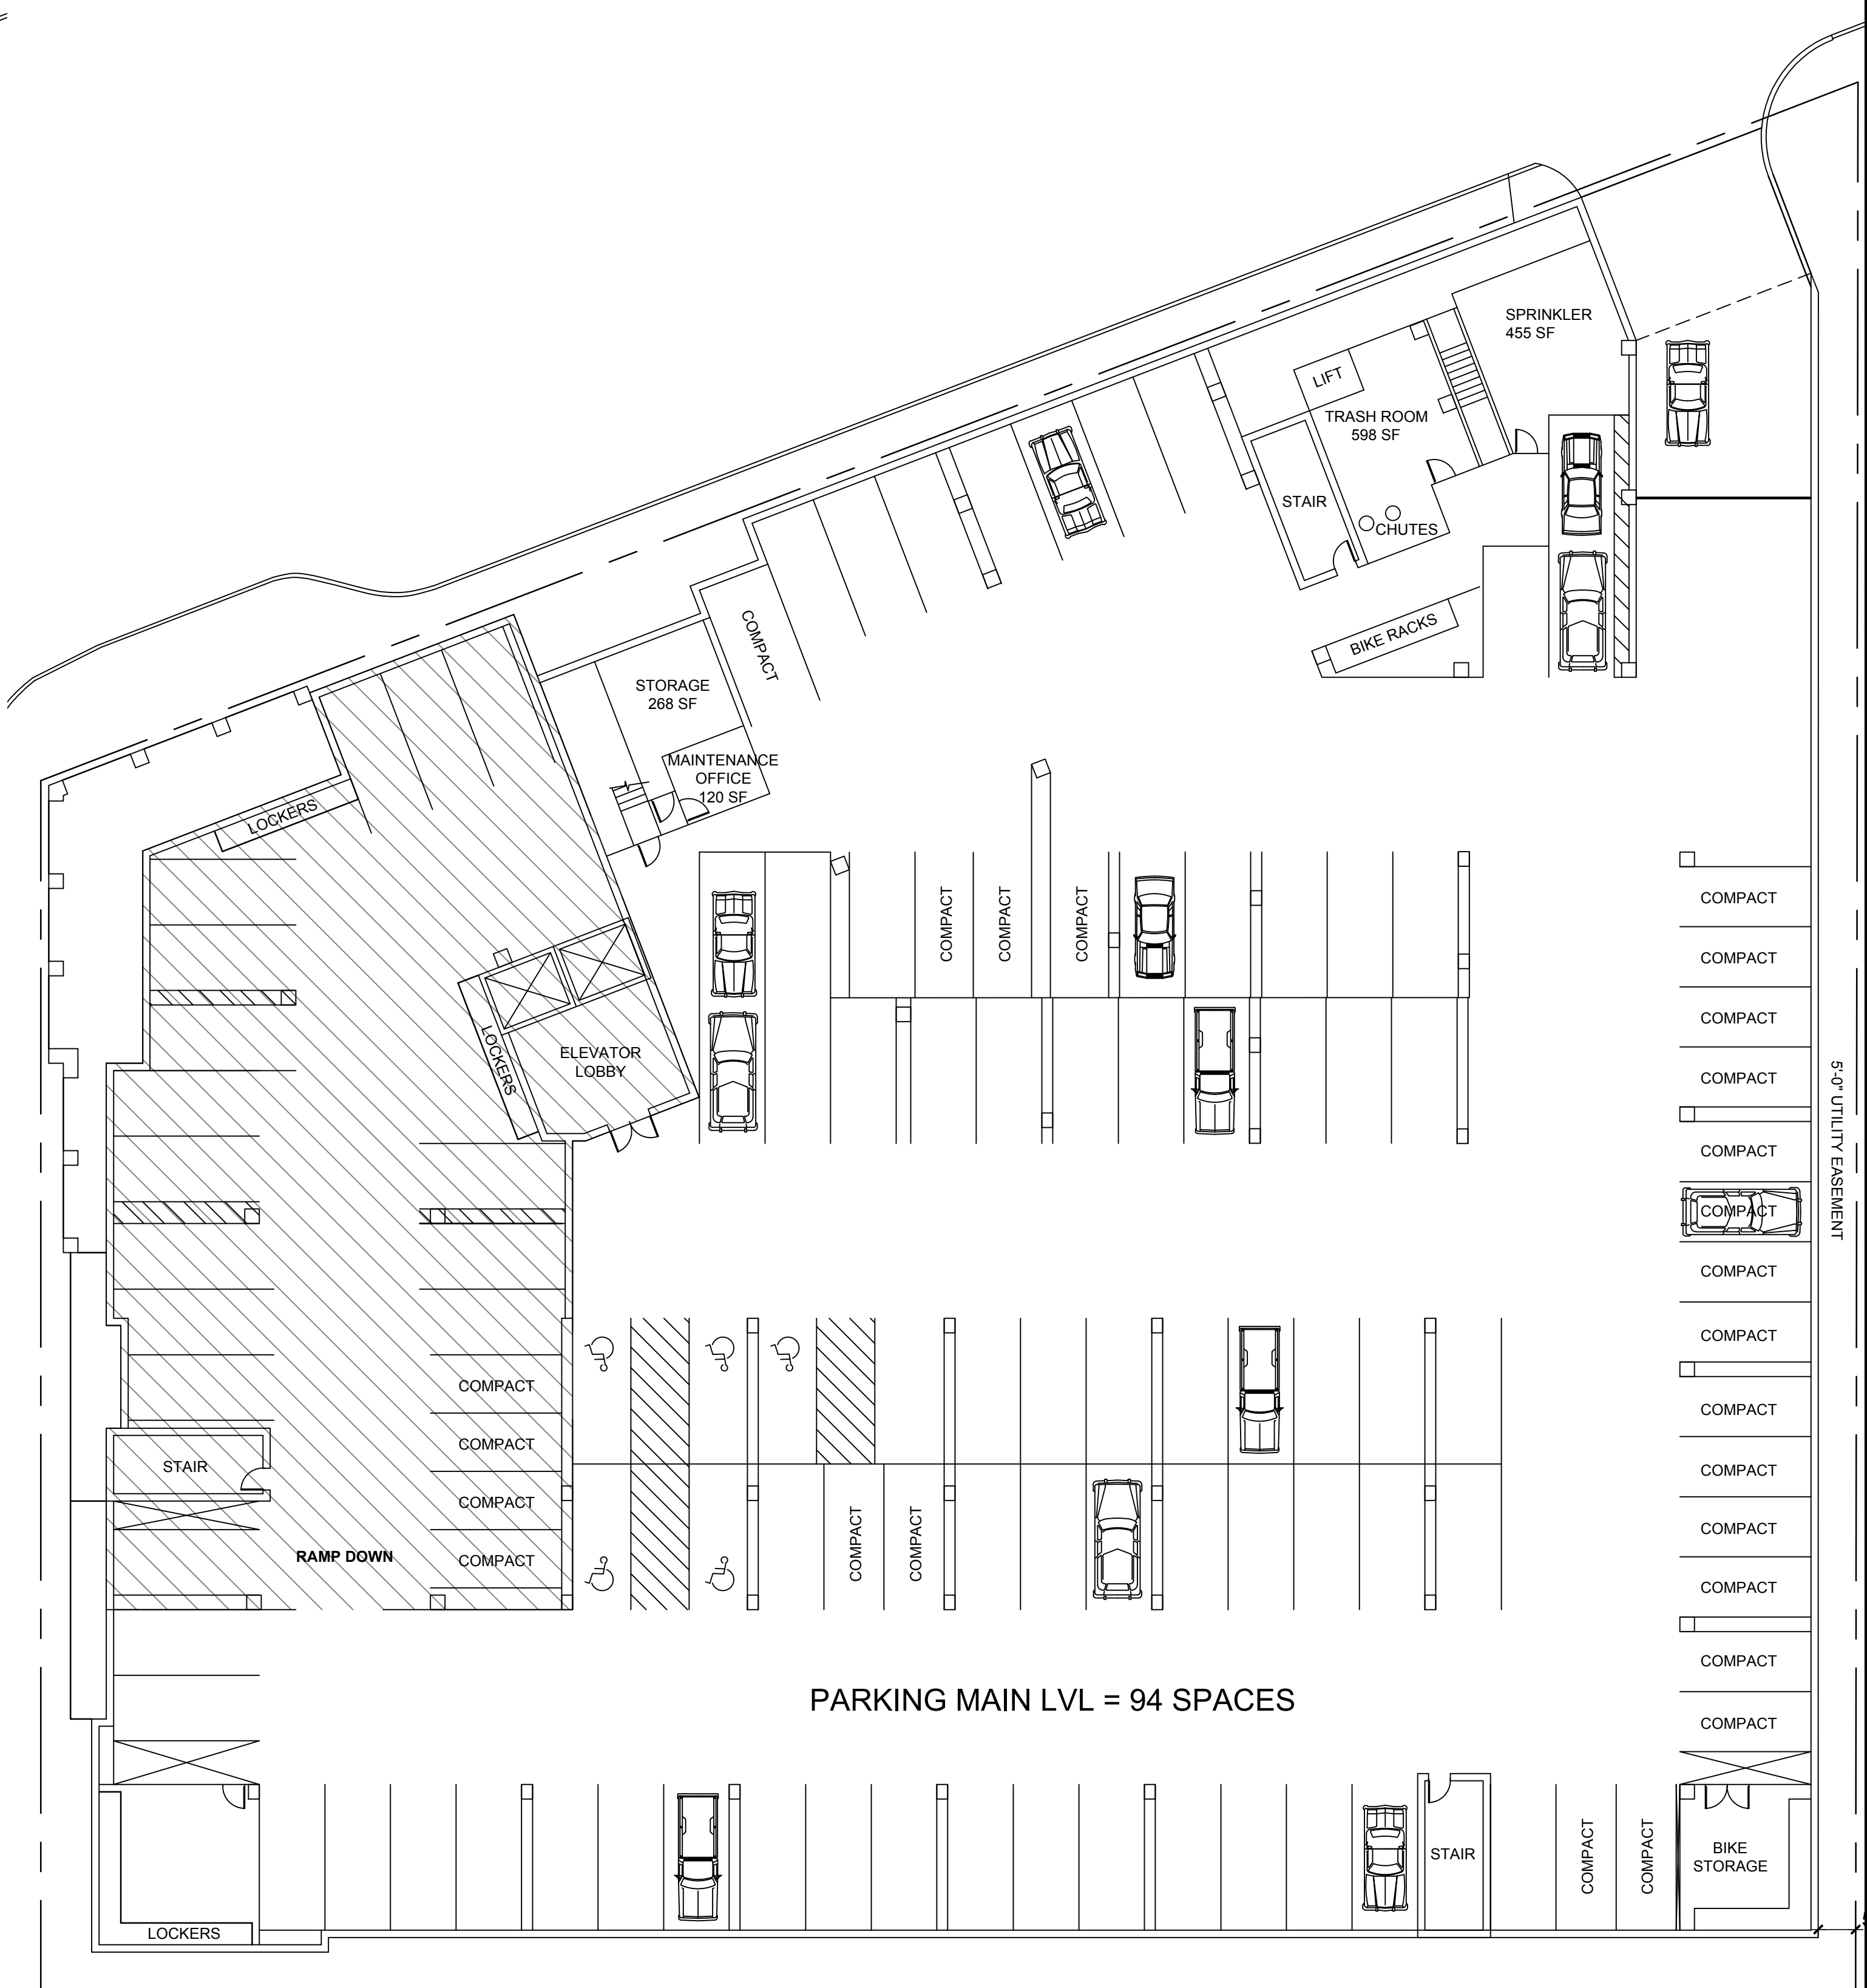 SPRINKLER
455 SF
LIFT
TRASH ROOM
598 SF
STAIR
CHUTES
BIKE RACKS
COMPACT
STORAGE
268 SF
MAINTENANCE
OFFICE
120 SF
LOCKERS
COMPACT
COMPACT
COMPACT
LOCKERS
ELEVATOR
LOBBY
COMPACT
COMPACT
COMPACT
COMPACT
COMPACT
COMPACT
COMPACT
COMPACT
COMPACT
COMPACT
COMPACT
COMPACT
COMPACT
COMPACT
5'-0" UTILITY EASEMENT
COMPACT
COMPACT
COMPACT
COMPACT
STAIR
RAMP DOWN
COMPACT
COMPACT
PARKING MAIN LVL = 94 SPACES
STAIR
COMPACT
COMPACT
BIKE
STORAGE
LOCKERS